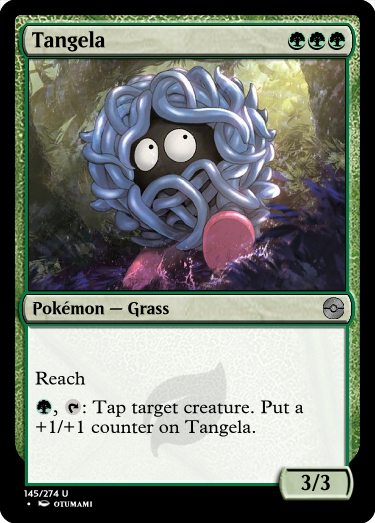 Tangela
Pokémon — Grass
Reach
, : Tap target creature. Put a
+1/+1 counter on Tangela.
3/3
145/274 U
• OTUMAMI